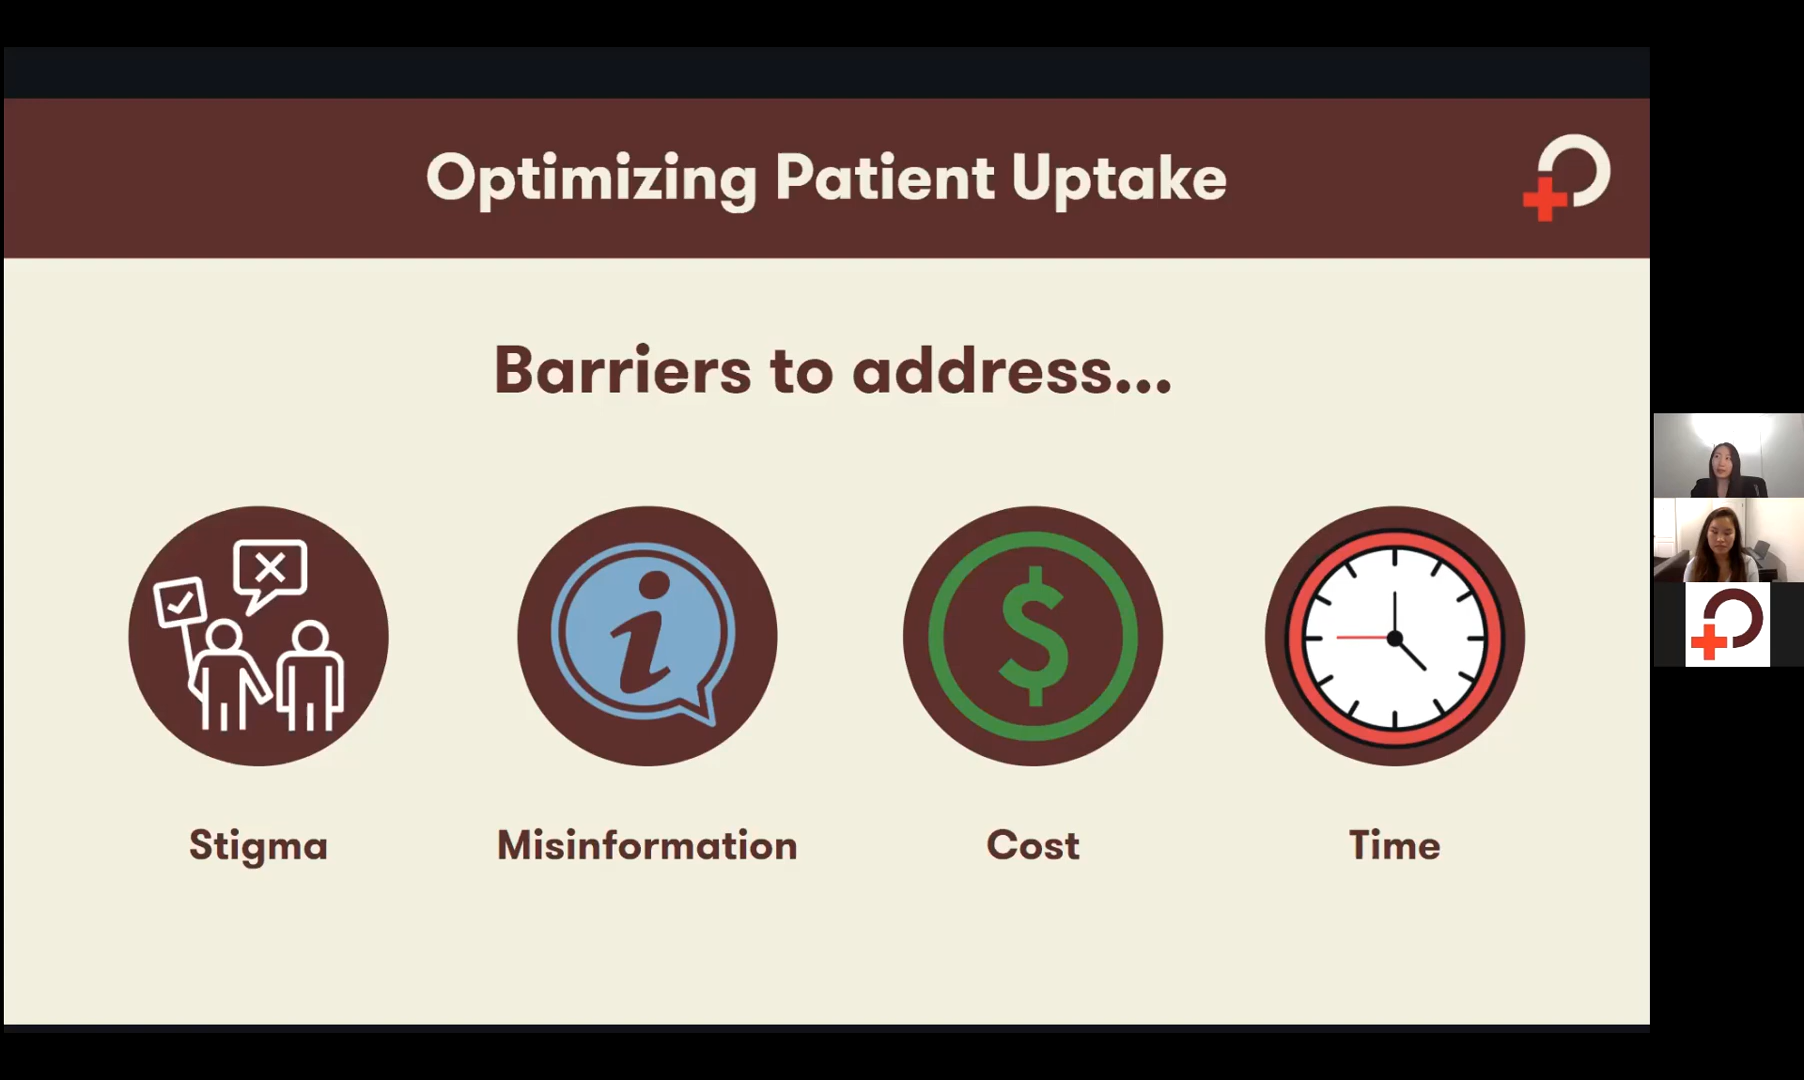 Optimizing Patient Uptake
Barriers to address...
Stigma
Misinformation
Cost
Time